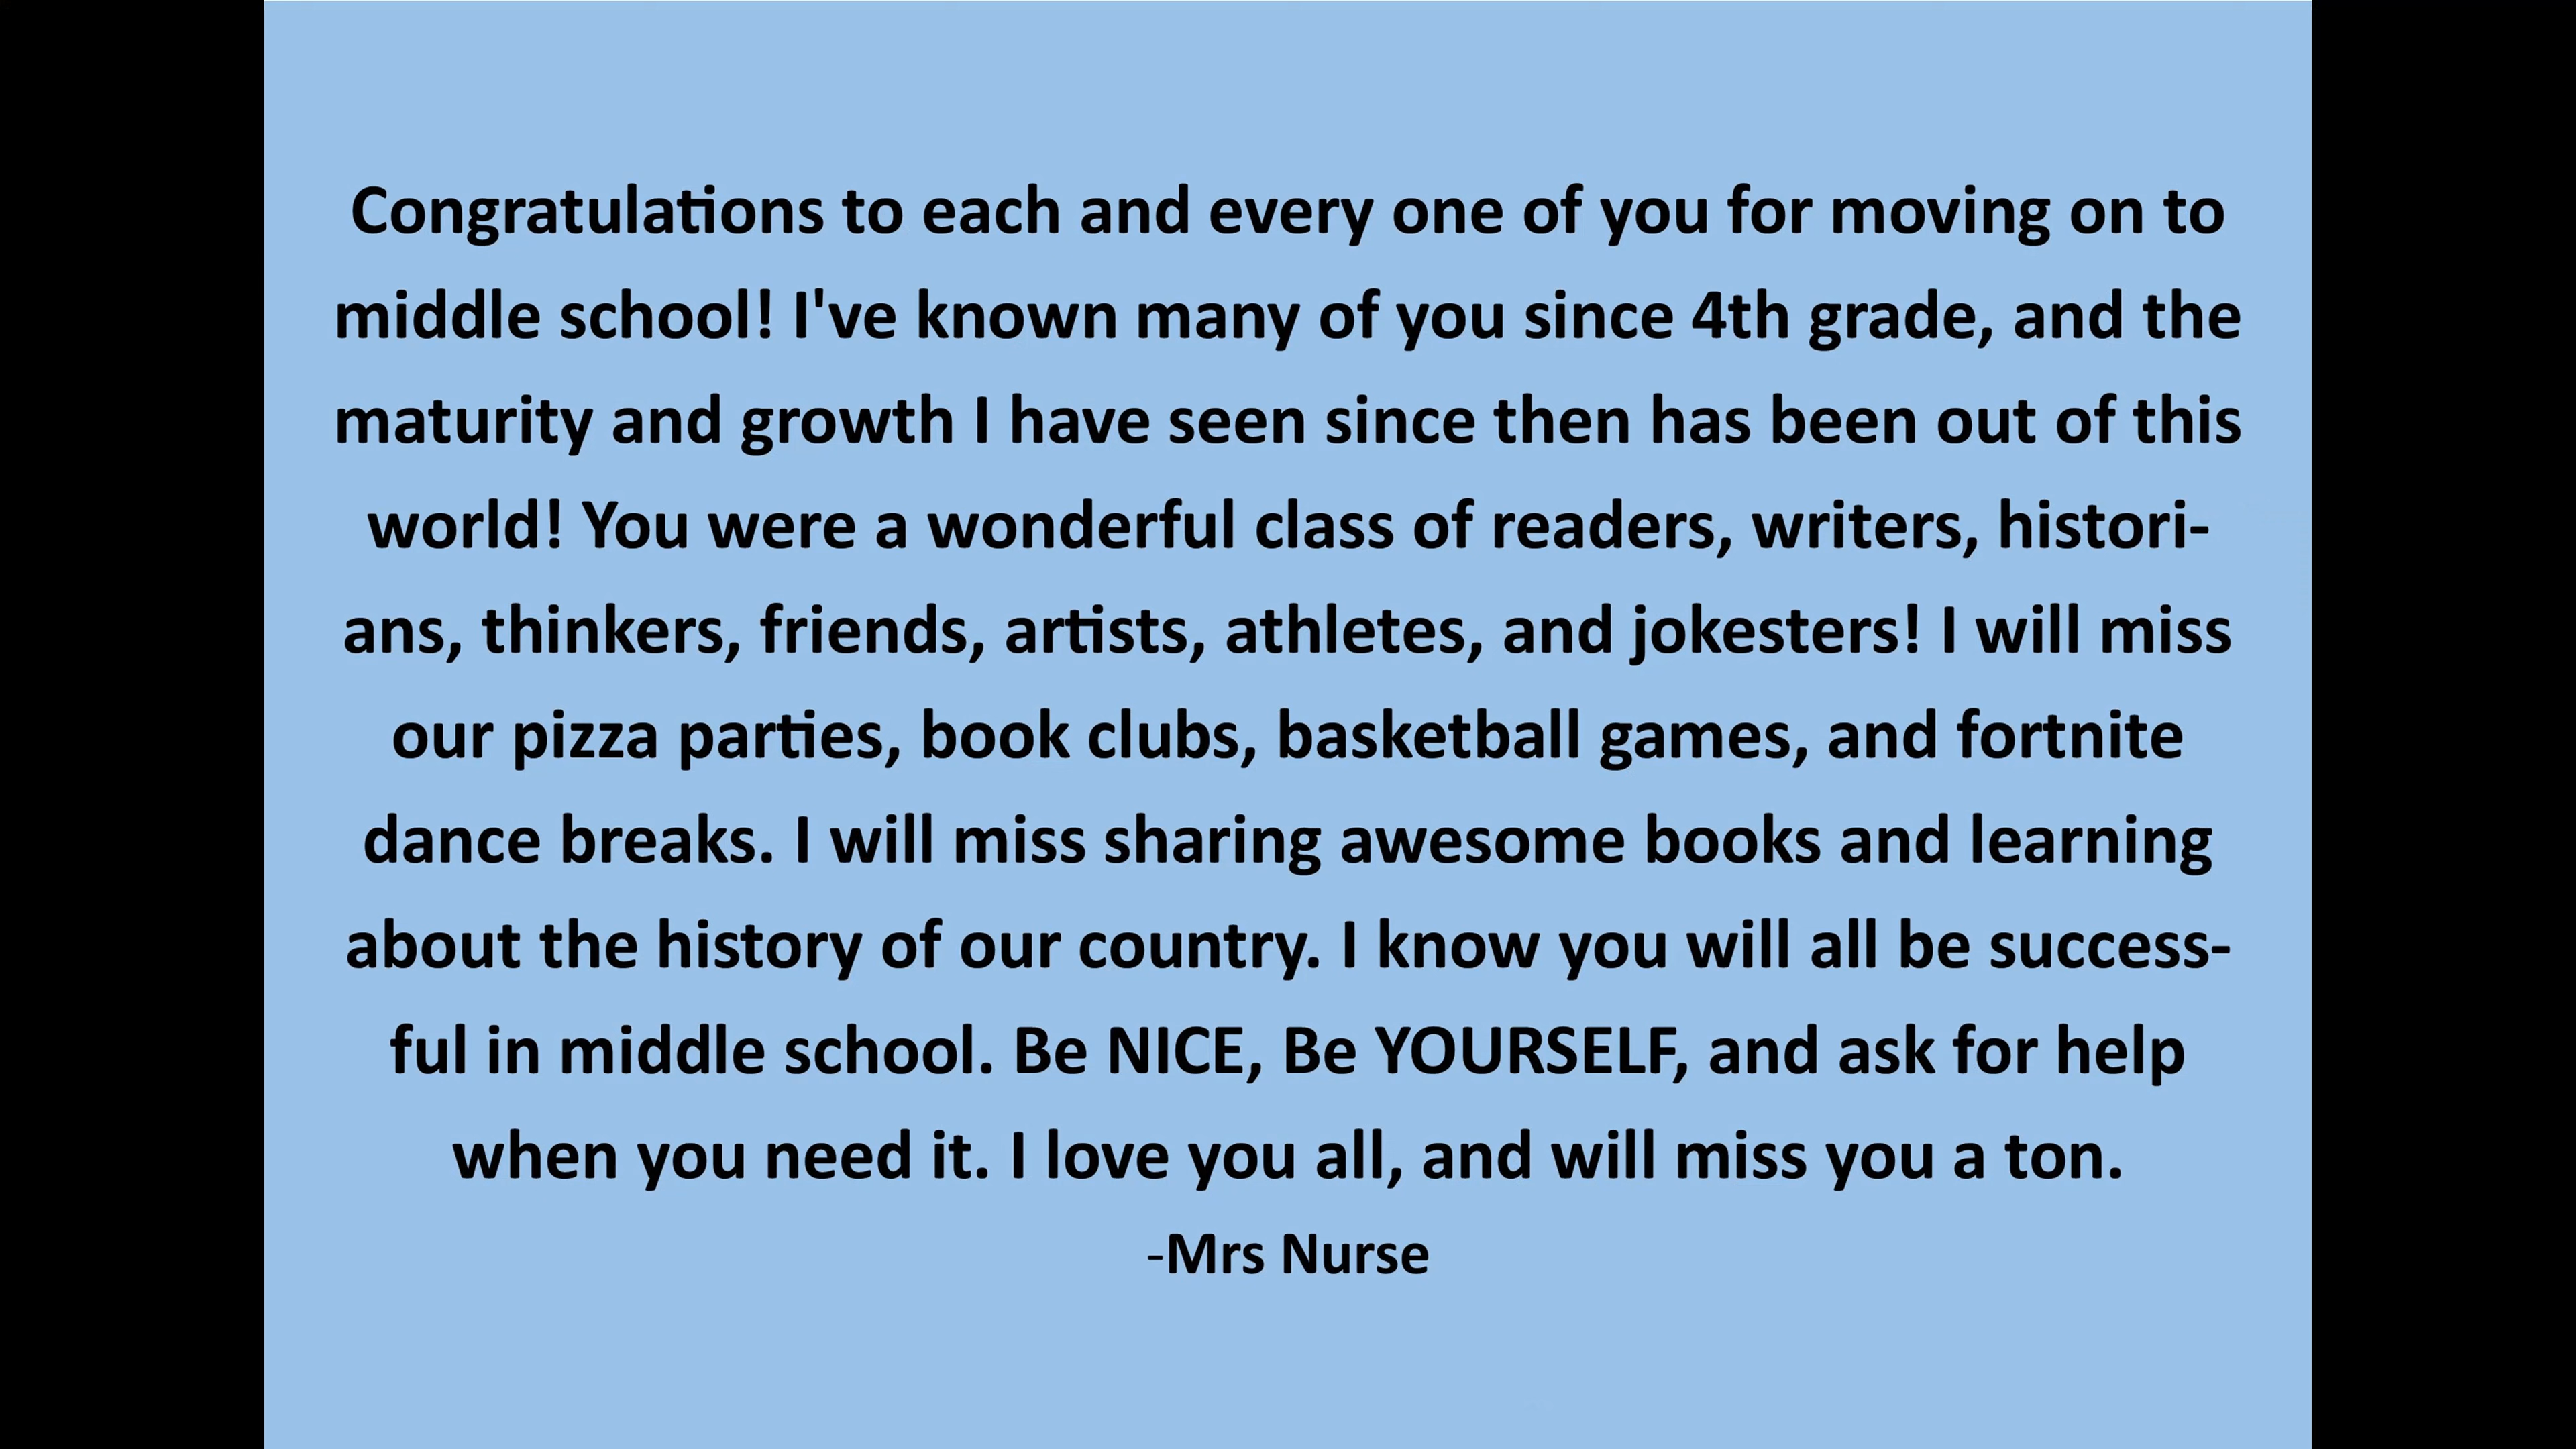 Congratulations to each and every one of you for moving on to
middle school! I've known many of you since 4th grade, and the
maturity and growth I have seen since then has been out of this
world! You were a wonderful class of readers, writers, histori-
ans, thinkers, friends, artists, athletes, and jokesters! I will miss
our pizza parties, book clubs, basketball games, and fortnite
dance breaks. I will miss sharing awesome books and learning
about the history of our country. I know you will all be success-
ful in middle school. Be NICE, Be YOURSELF, and ask for help
when you need it. I love you all, and will miss you a ton.
-Mrs Nurse